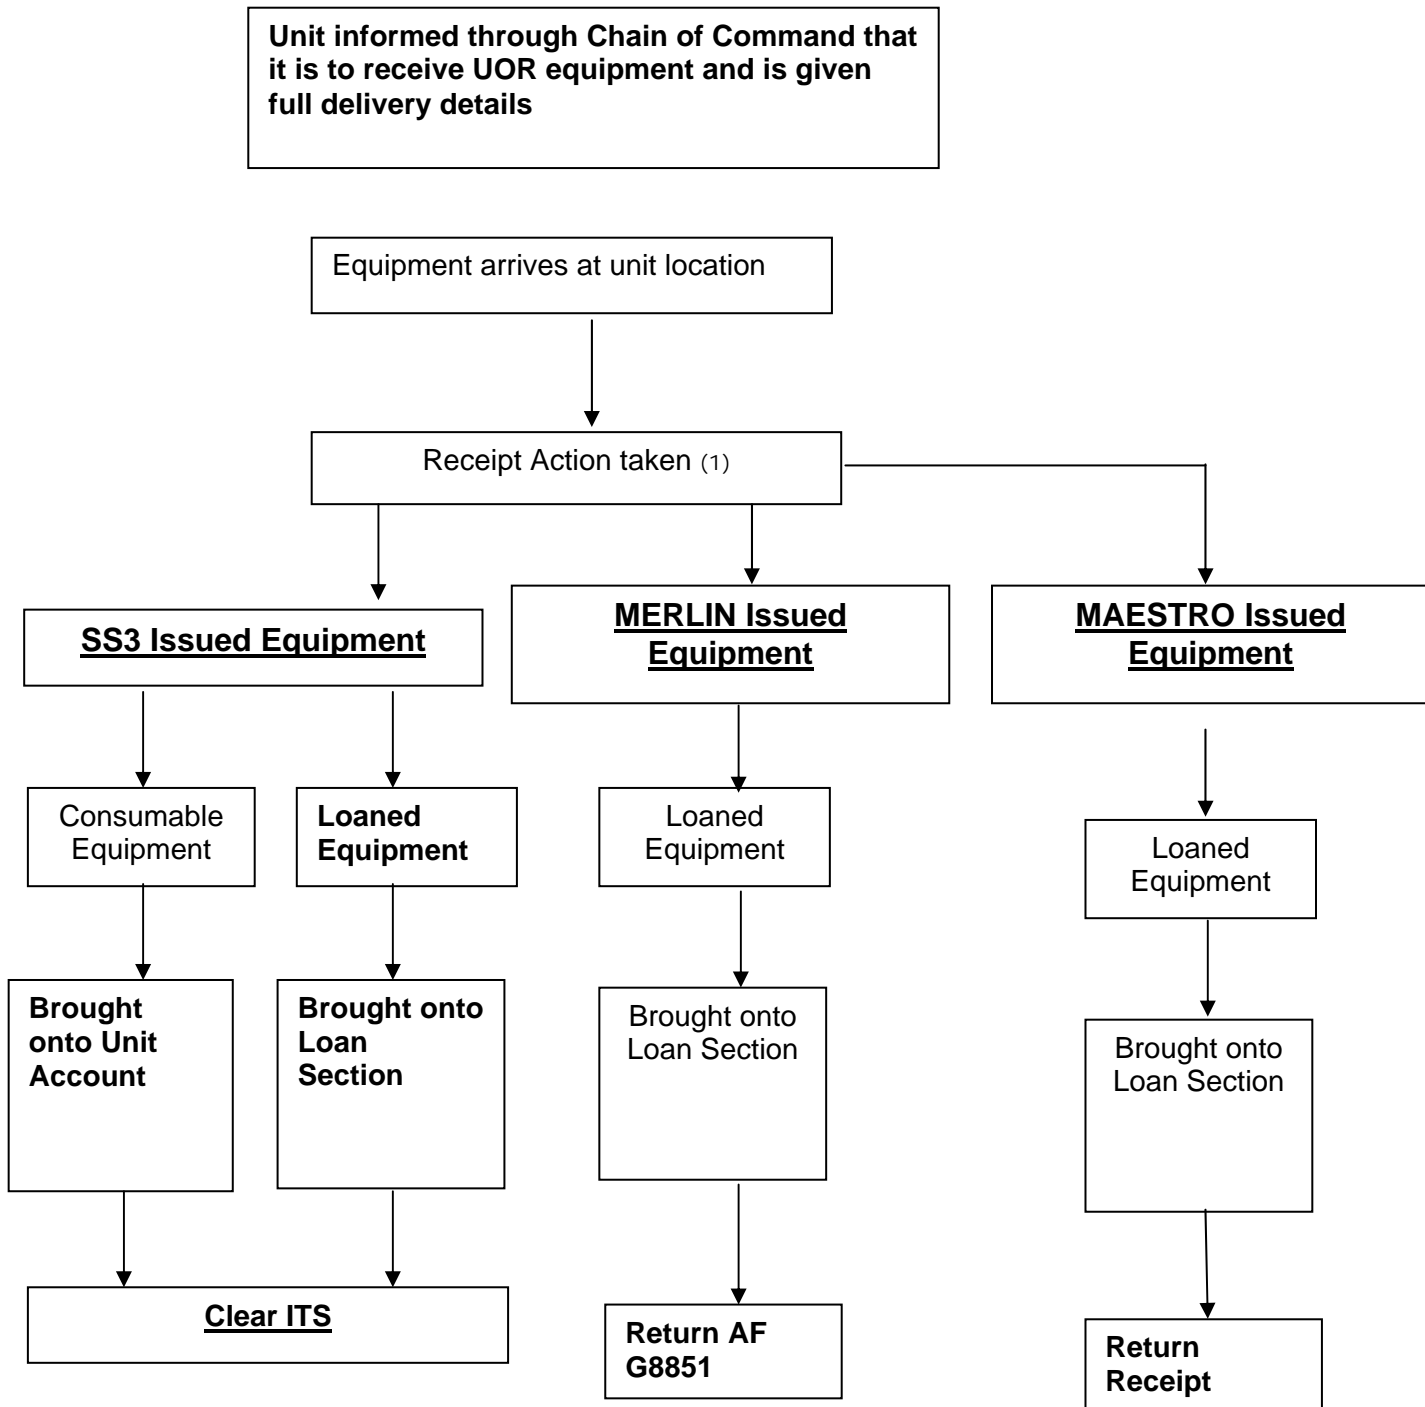 Unit informed through Chain of Command that
it is to receive UOR equipment and is given
full delivery details
Equipment arrives at unit location
Receipt Action taken (1)
SS3 Issued Equipment
MERLIN Issued
Equipment
MAESTRO Issued
Equipment
Consumable
Equipment
Loaned
Equipment
Loaned
Equipment
Loaned
Equipment
Brought
onto Unit
Account
Brought onto
Loan
Section
Brought onto
Loan Section
Brought onto
Loan Section
Clear ITS
Return AF
G8851
Return
Receipt